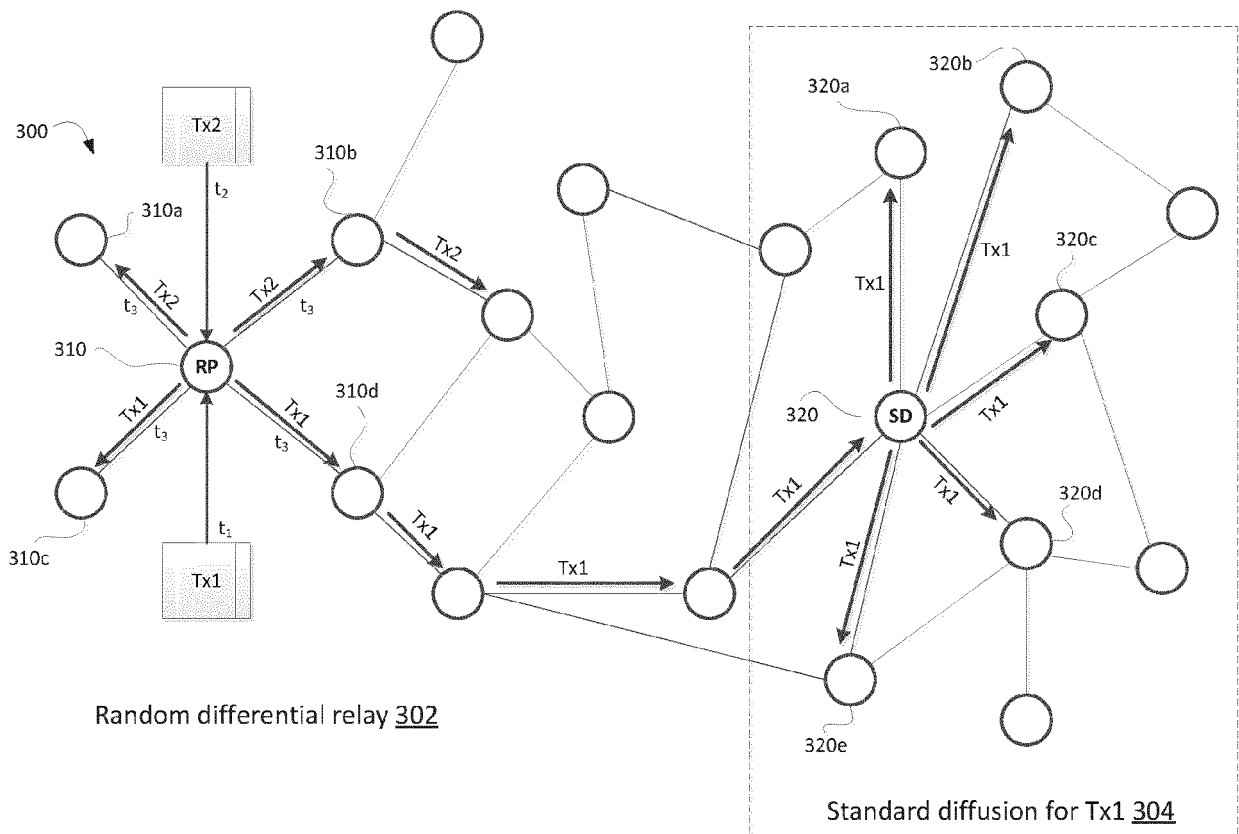 320b
320a
Tx2
300
310b
t₂
310a
Tx2
320c
Tx1
Tx1
Tx2
t₃
Tx2
t₃
310
RP
310d
320
SD
Tx1
Tx1
t₃
Tx1
t₃
Tx1
Tx1
320d
310c
t₁
Tx1
Tx1
Tx1
Tx1
Random differential relay 302
320e
Standard diffusion for Tx1 304